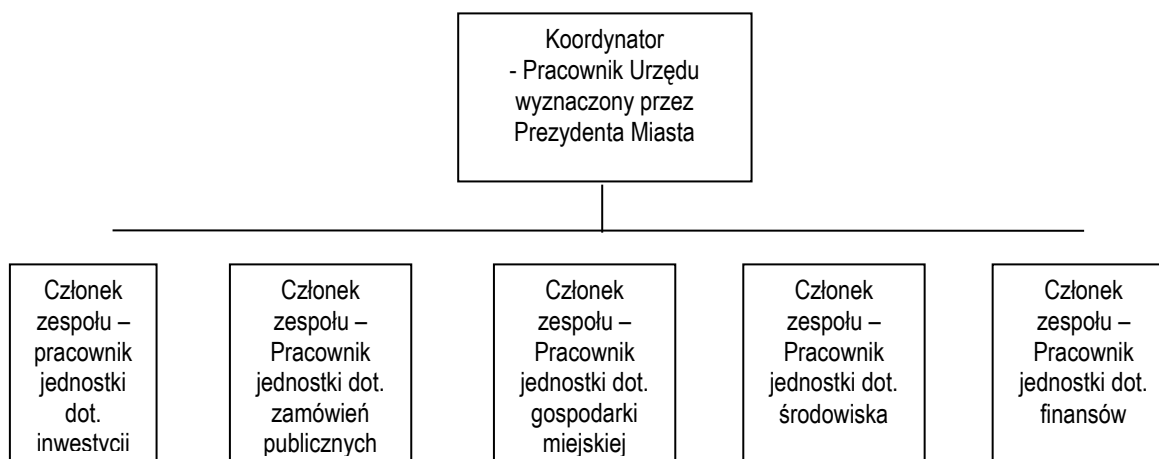 Koordynator
- Pracownik Urzędu
wyznaczony przez
Prezydenta Miasta
Członek
zespołu –
pracownik
jednostki
dot.
inwestycji
Członek
zespołu –
Pracownik
jednostki dot.
zamówień
publicznych
Członek
zespołu –
Pracownik
jednostki dot.
gospodarki
miejskiej
Członek
zespołu –
Pracownik
jednostki dot.
środowiska
Członek
zespołu –
Pracownik
jednostki dot.
finansów